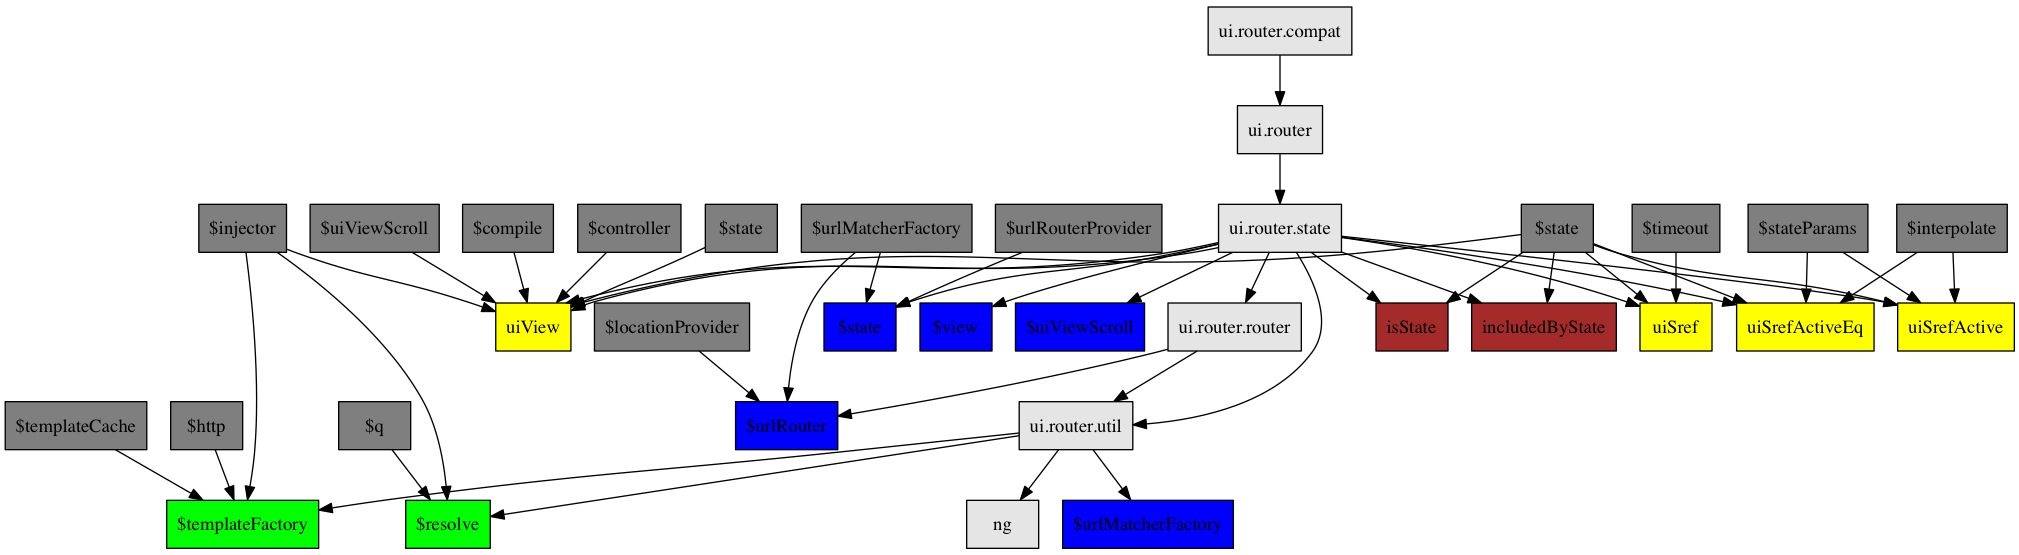 ui.router.compat
ui.router
$injector
$uiViewScroll
$compile
$controller
$state
$urlMatcherFactory
$urlRouterProvider
ui.router.state
$state
$timeout
$stateParams
$interpolate
uiView
$locationProvider
$state
$view
$uiViewScroll
ui.router.router
isState
includedByState
uiSref
uiSrefActiveEq
uiSrefActive
$templateCache
$http
$q
$urlRouter
ui.router.util
$templateFactory
$resolve
ng
$urlMatcherFactory